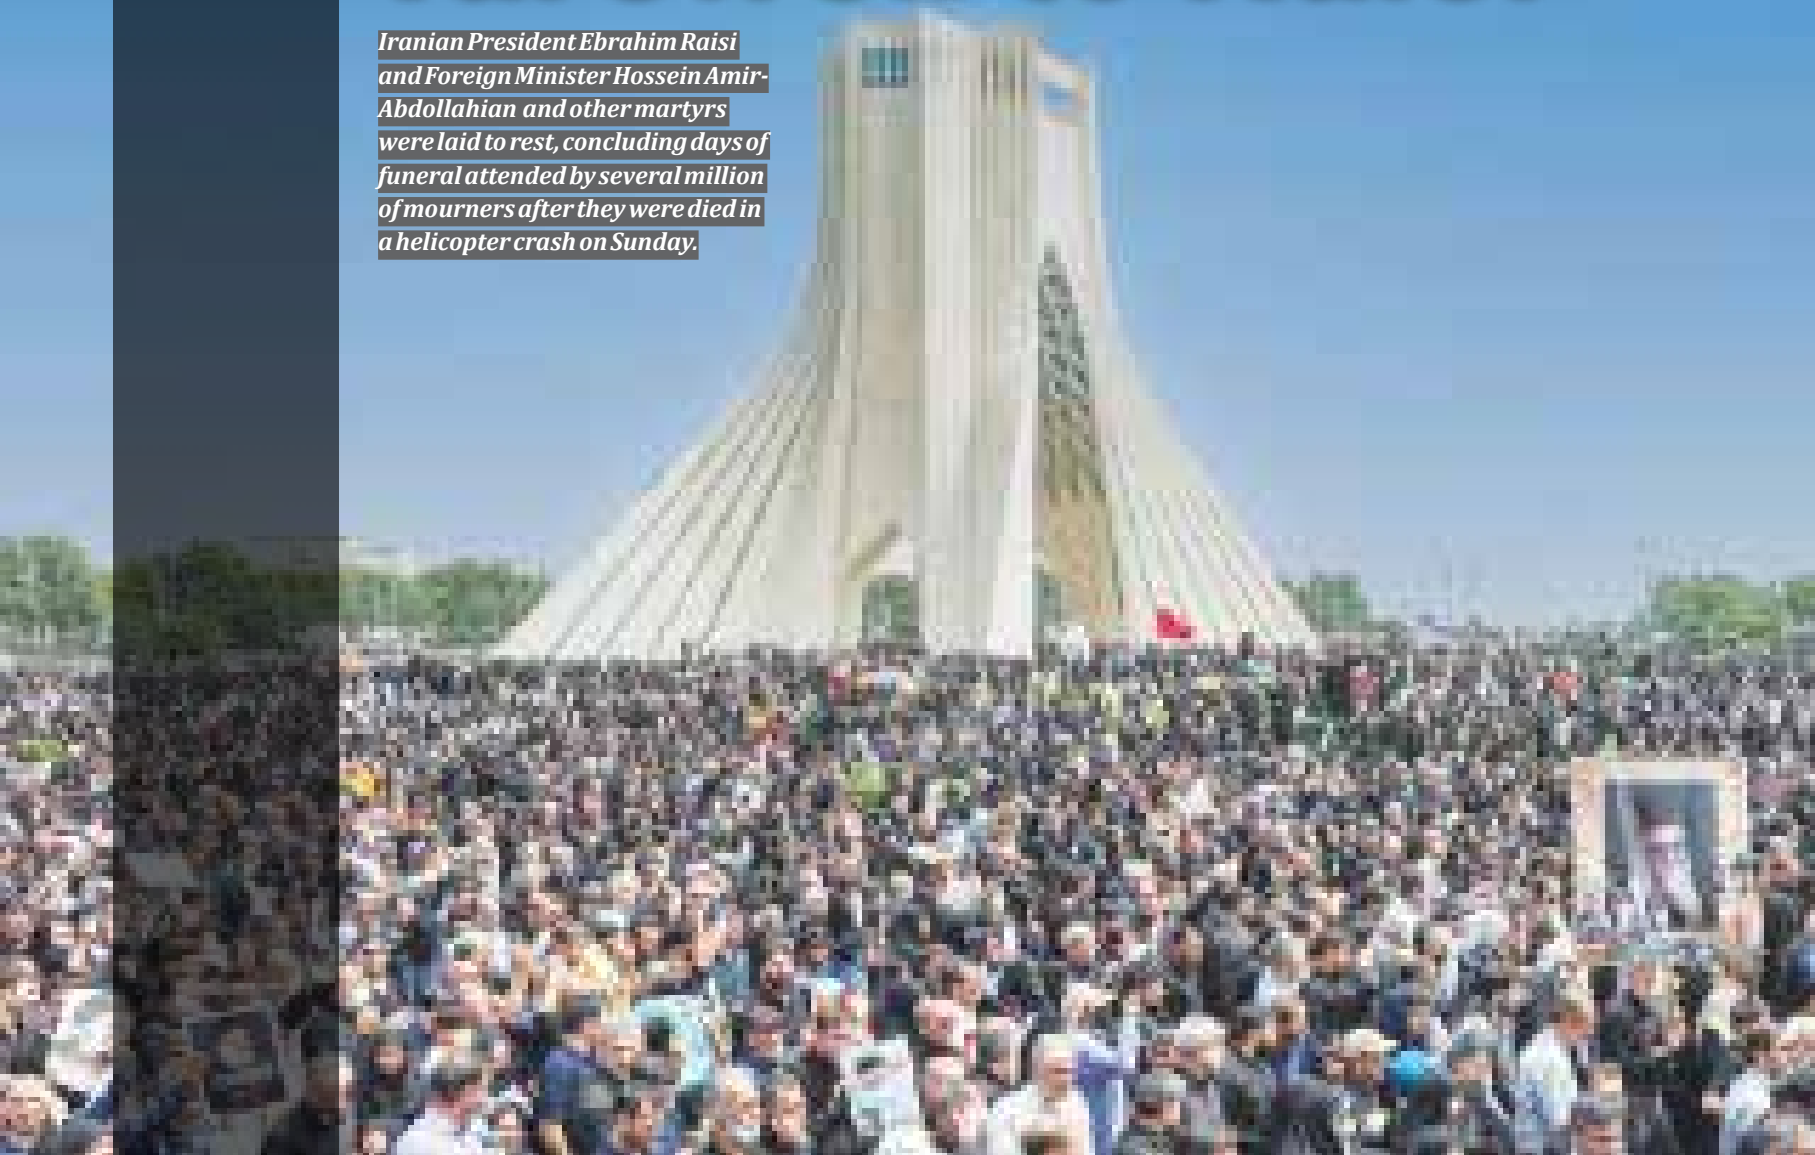 Iranian President Ebrahim Raisi
and Foreign Minister Hossein Amir-
Abdollahian and other martyrs
were laid to rest, concluding days of
funeral attended by several million
of mourners after they were died in
a helicopter crash on Sunday.